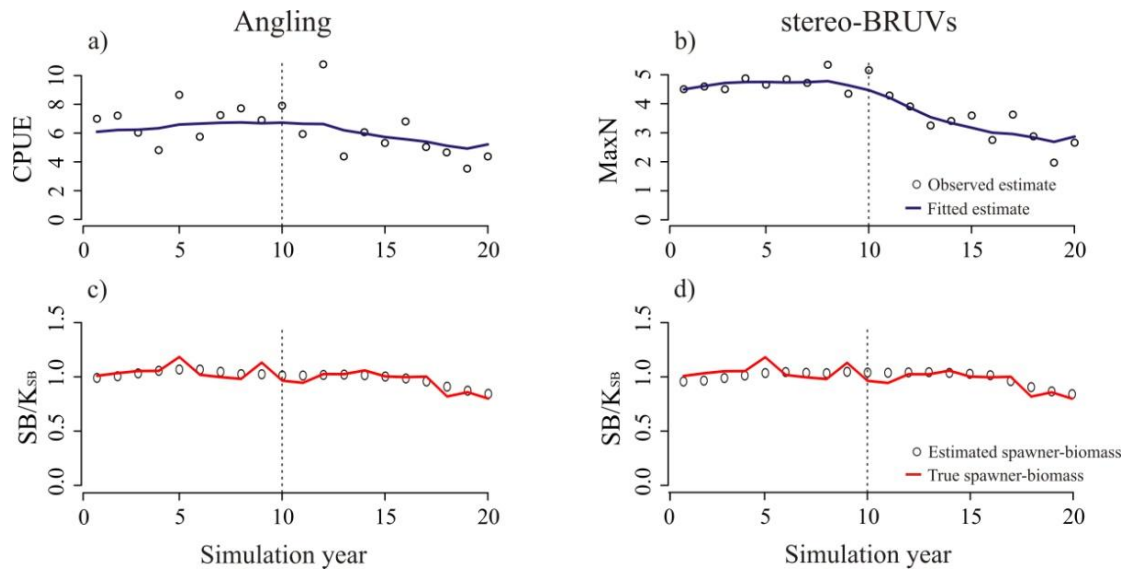 Angling
stereo-BRUVs
a)
CPUE
0 2 4 6 8 10
0 5 10 15 20
b)
MaxN
0 1 2 3 4 5
Observed estimate
Fitted estimate
0 5 10 15 20
c)
SB/KSB
0.0 0.5 1.0 1.5
0 5 10 15 20
Simulation year
d)
SB/KSB
0.0 0.5 1.0 1.5
Estimated spawner-biomass
True spawner-biomass
0 5 10 15 20
Simulation year